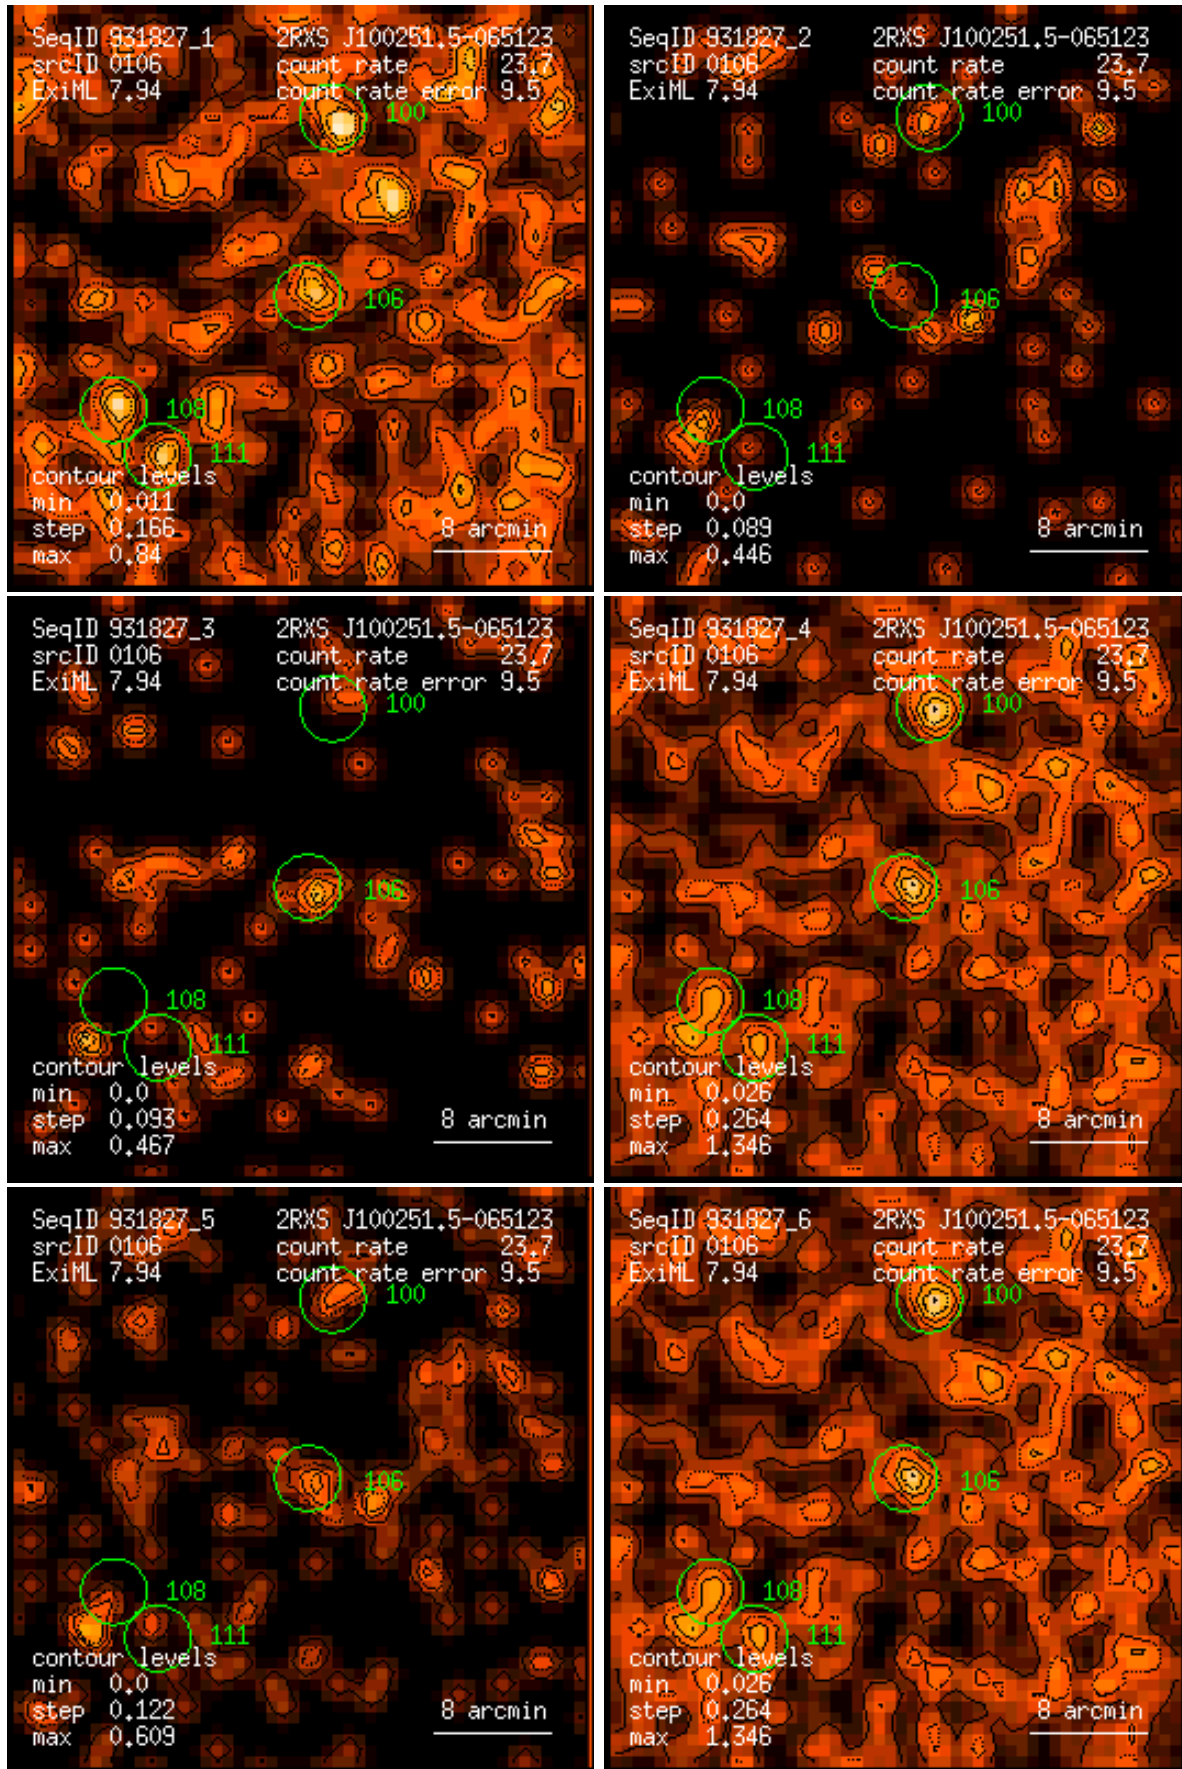 SeqID 931827_1 2RXS J100251.5-065123
srcID 0106 count rate 23.7
ExiML 7.94 count rate error 9.5
100
106
108
111
contour levels
min 0.011
step 0.166 8 arcmin
max 0.84
SeqID 931827_2 2RXS J100251.5-065123
srcID 0106 count rate 23.7
ExiML 7.94 count rate error 9.5
100
106
108
111
contour levels
min 0.0
step 0.089 8 arcmin
max 0.446
SeqID 931827_3 2RXS J100251.5-065123
srcID 0106 count rate 23.7
ExiML 7.94 count rate error 9.5
100
106
108
111
contour levels
min 0.0
step 0.093 8 arcmin
max 0.467
SeqID 931827_4 2RXS J100251.5-065123
srcID 0106 count rate 23.7
ExiML 7.94 count rate error 9.5
100
106
108
111
contour levels
min 0.026
step 0.264 8 arcmin
max 1.346
SeqID 931827_5 2RXS J100251.5-065123
srcID 0106 count rate 23.7
ExiML 7.94 count rate error 9.5
100
106
108
111
contour levels
min 0.0
step 0.122 8 arcmin
max 0.609
SeqID 931827_6 2RXS J100251.5-065123
srcID 0106 count rate 23.7
ExiML 7.94 count rate error 9.5
100
106
108
111
contour levels
min 0.026
step 0.264 8 arcmin
max 1.346